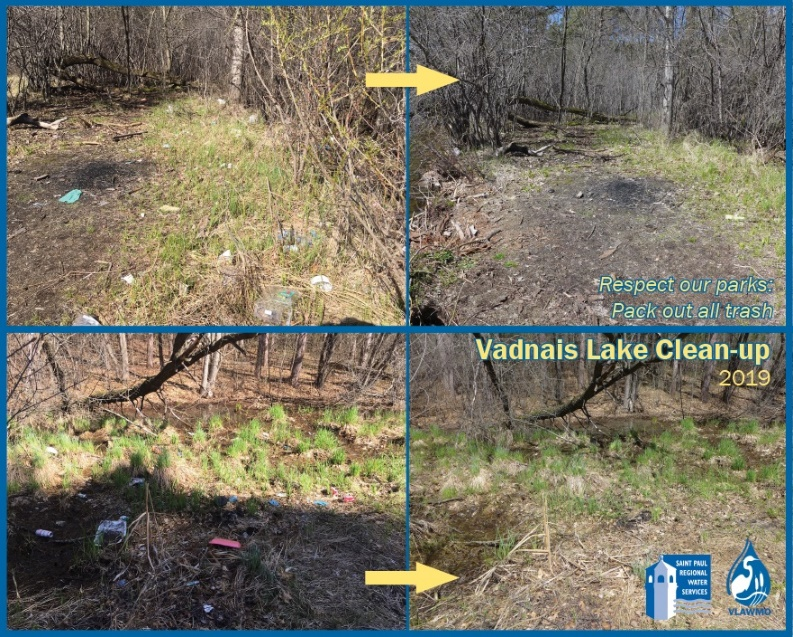 Respect our parks:
Pack out all trash
Vadnais Lake Clean-up
2019
SAINT PAUL
REGIONAL
WATER
SERVICES
VLAWMO